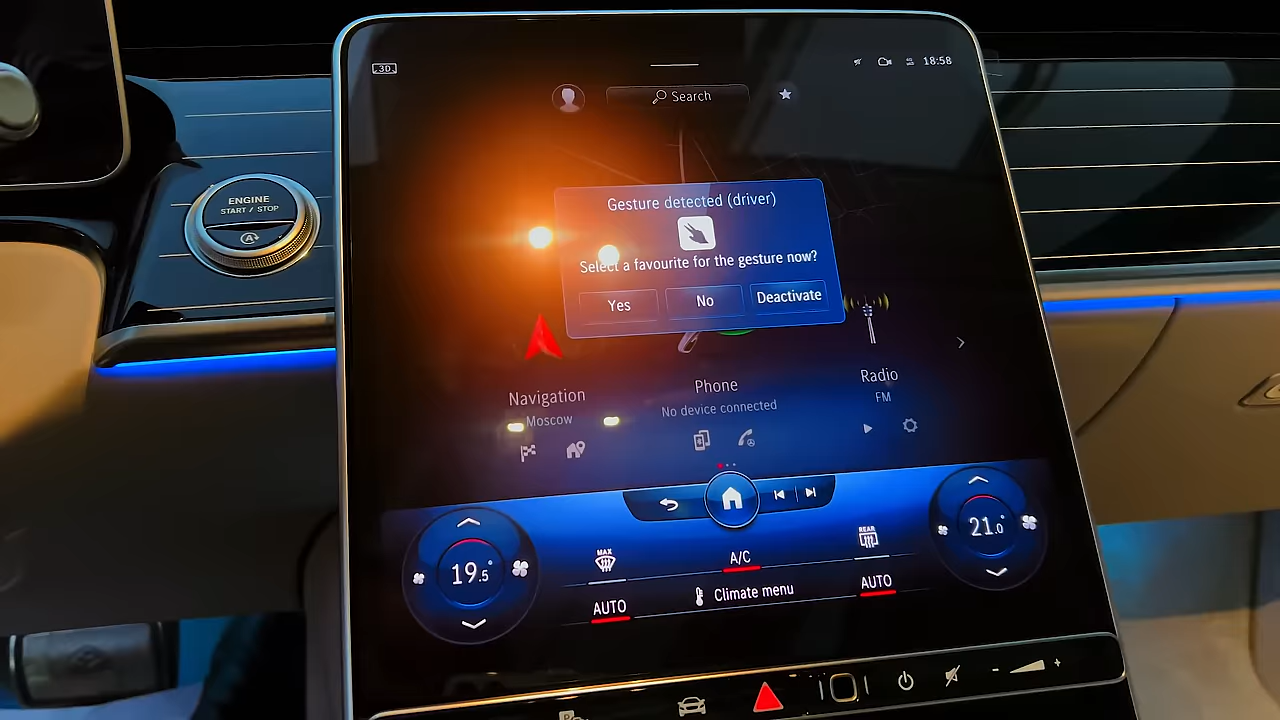 3D
18:58
Search
ENGINE
START / STOP
A
Gesture detected (driver)
Select a favourite for the gesture now?
Yes
No
Deactivate
Navigation
Moscow
Phone
No device connected
Radio
FM
19.5°
MAX
A/C
REAR
21.0°
AUTO
Climate menu
AUTO